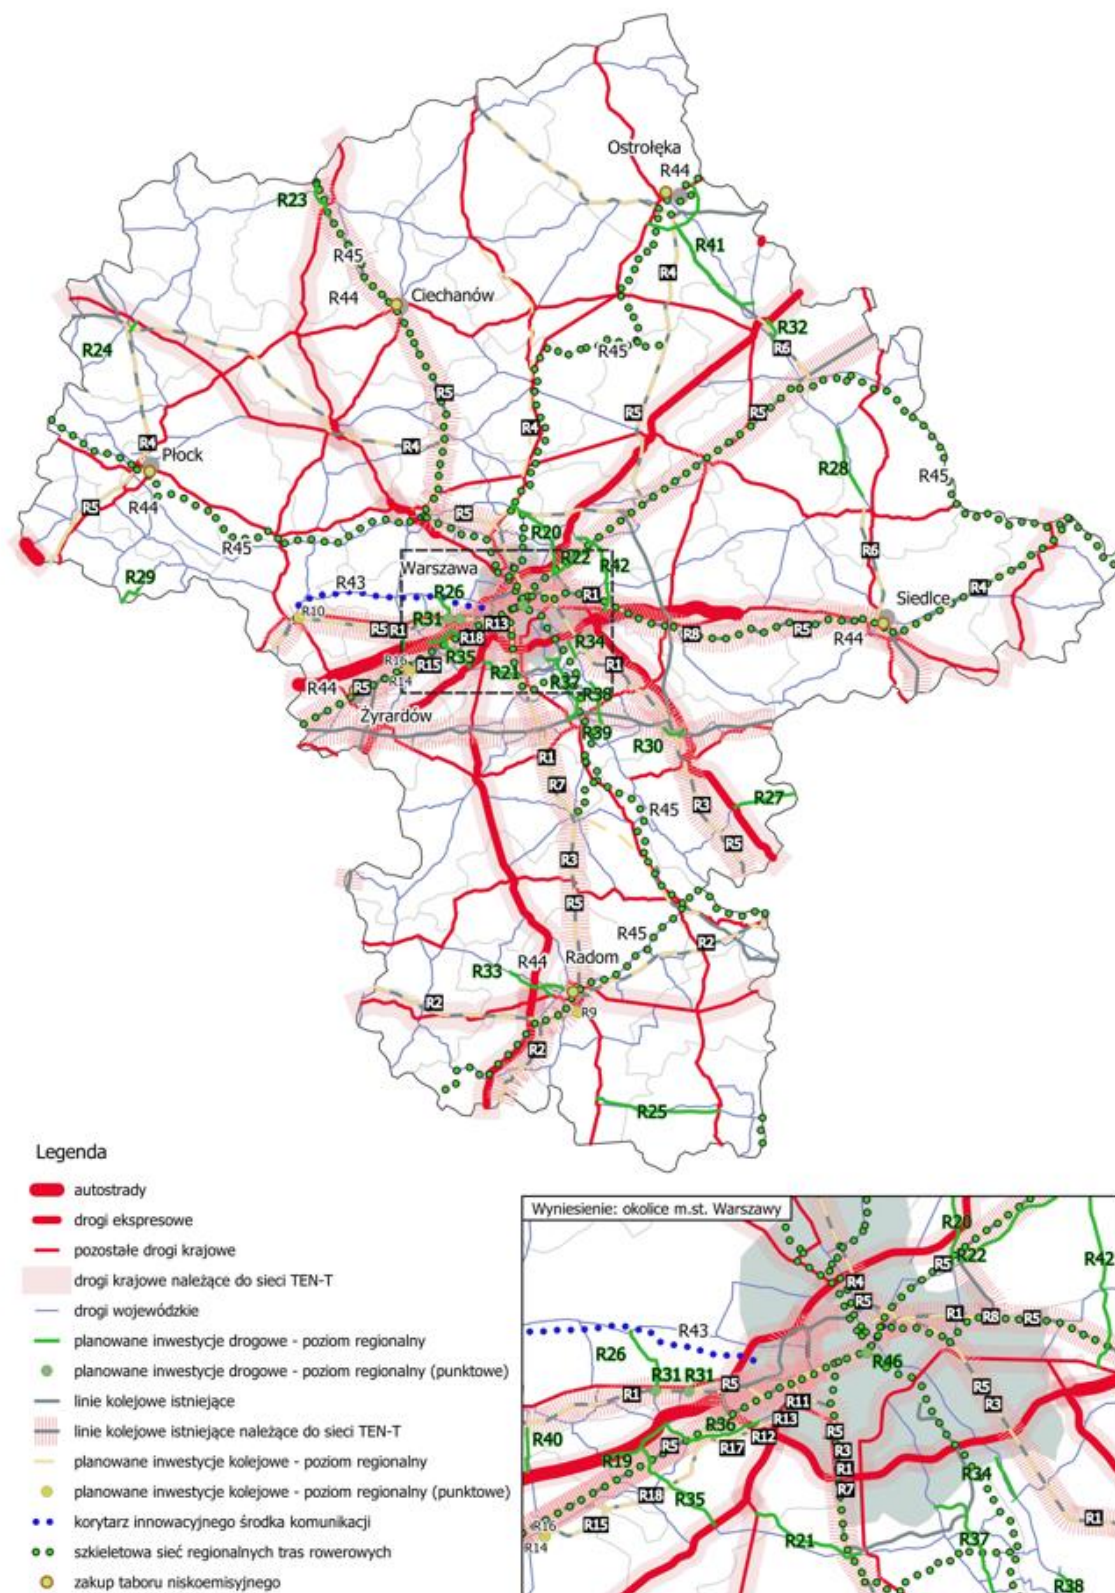 Ostrołęka
R44
R23
R41
R45
R4
R44
Ciechanów
R32
R24
R45
R6
R5
R5
R5
R4
R4
R4
Płock
R28
R44
R5
R45
R5
R45
R20
R6
Warszawa
R22
R42
R29
R43
R26
R1
R4
Siedlce
R10
R31
R13
R5
R1
R18
R34
R8
R5
R44
R16
R15
R35
R1
R14
R21
R37
R44
R5
R38
Żyrardów
R39
R30
R1
R7
R3
R27
R45
R5
R3
R5
R45
R2
R44
Radom
R33
R2
R9
R2
R25
Legenda
autostrady
drogi ekspresowe
pozostałe drogi krajowe
drogi krajowe należące do sieci TEN-T
drogi wojewódzkie
planowane inwestycje drogowe - poziom regionalny
planowane inwestycje drogowe - poziom regionalny (punktowe)
linie kolejowe istniejące
linie kolejowe istniejące należące do sieci TEN-T
planowane inwestycje kolejowe - poziom regionalny
planowane inwestycje kolejowe - poziom regionalny (punktowe)
korytarz innowacyjnego środka komunikacji
szkieletowa sieć regionalnych tras rowerowych
zakup taboru niskoemisyjnego
Wyniesienie: okolice m.st. Warszawy
R20
R22
R5
R42
R4
R5
R1
R8
R5
R43
R26
R46
R31
R31
R5
R1
R5
R11
R3
R36
R13
R5
R40
R12
R5
R17
R3
R19
R1
R34
R7
R18
R35
R15
R1
R16
R21
R37
R14
R38